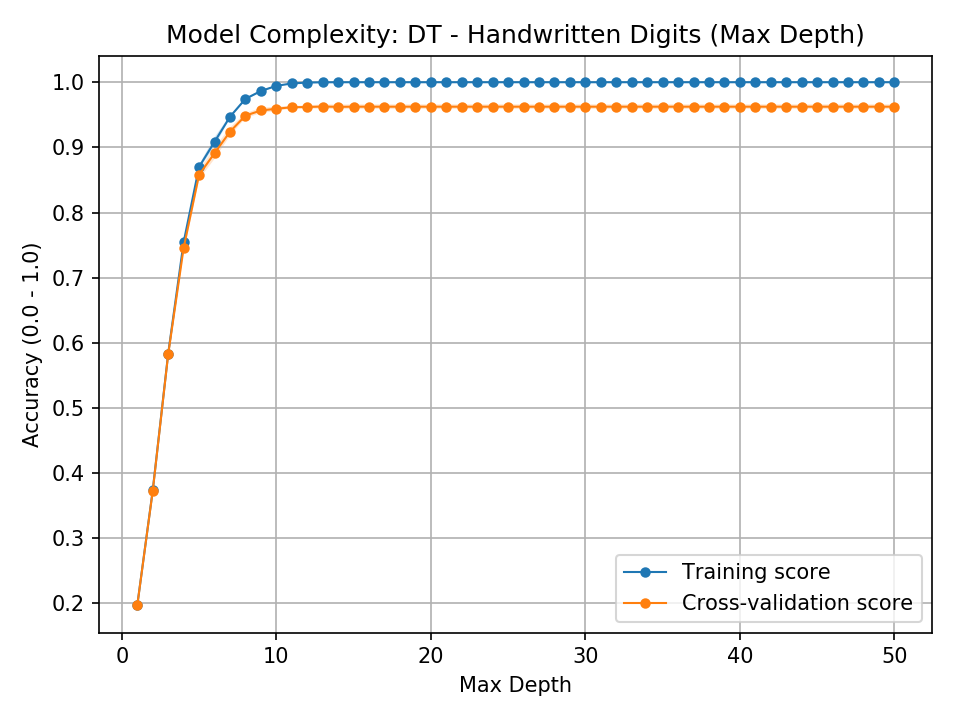 Model Complexity: DT - Handwritten Digits (Max Depth)
Accuracy (0.0 - 1.0)
1.0
0.9
0.8
0.7
0.6
0.5
0.4
0.3
0.2
Training score
Cross-validation score
0 10 20 30 40 50
Max Depth